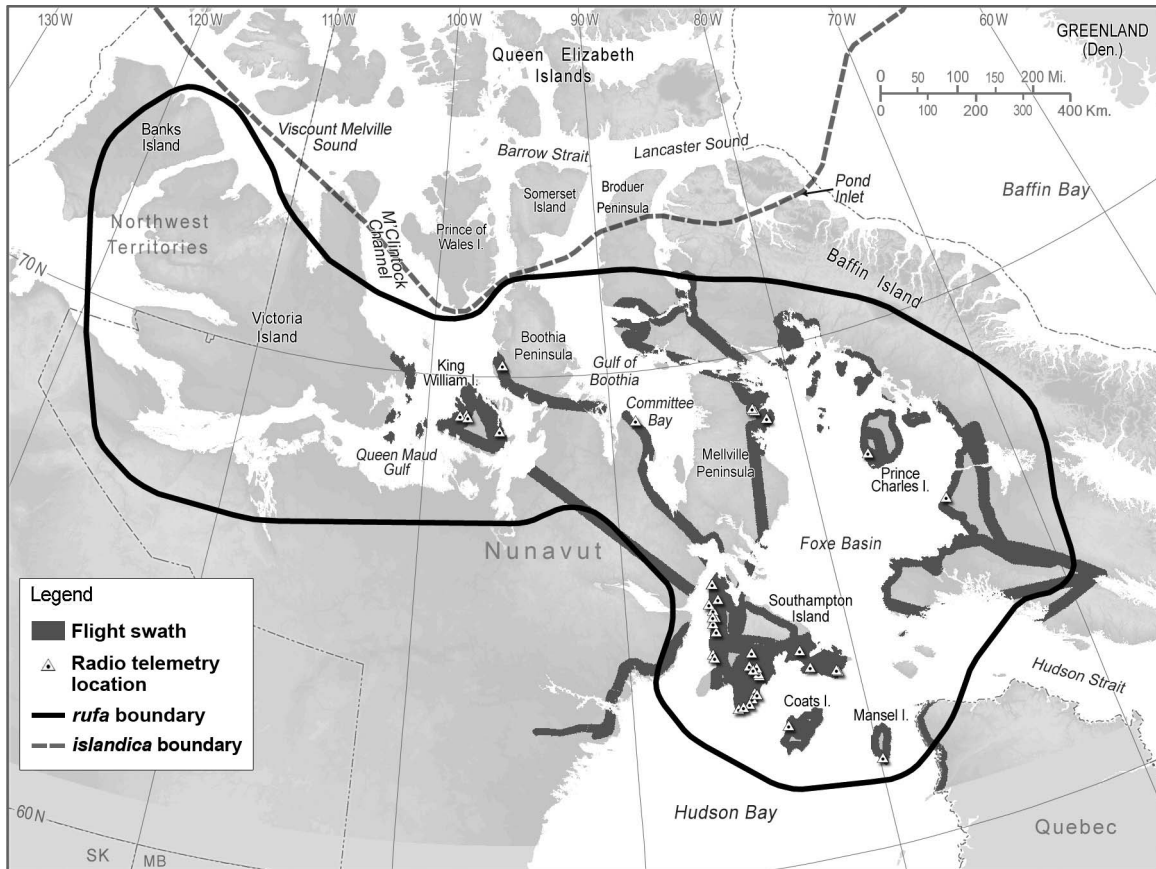 130W
120W
110W
100W
90W
80W
70W
60W
GREENLAND
(Den.)
Queen Elizabeth
Islands
0 50 100 150 200 Mi.
0 100 200 300 400 Km.
Banks
Island
Viscount Melville
Sound
Barrow Strait
Lancaster Sound
Somerset
Island
Broduer
Peninsula
Pond
Inlet
Baffin Bay
Prince of
Wales I.
M'Clintock
Channel
Northwest
Territories
Baffin Island
70N
Victoria
Island
Boothia
Peninsula
King
William I.
Gulf of
Boothia
Committee
Bay
Queen Maud
Gulf
Mellville
Peninsula
Prince
Charles I.
Nunavut
Foxe Basin
Southampton
Island
Hudson Strait
Coats I.
Mansel I.
Legend
Flight swath
Radio telemetry
location
rufa boundary
islandica boundary
60N
Hudson Bay
Quebec
SK
MB